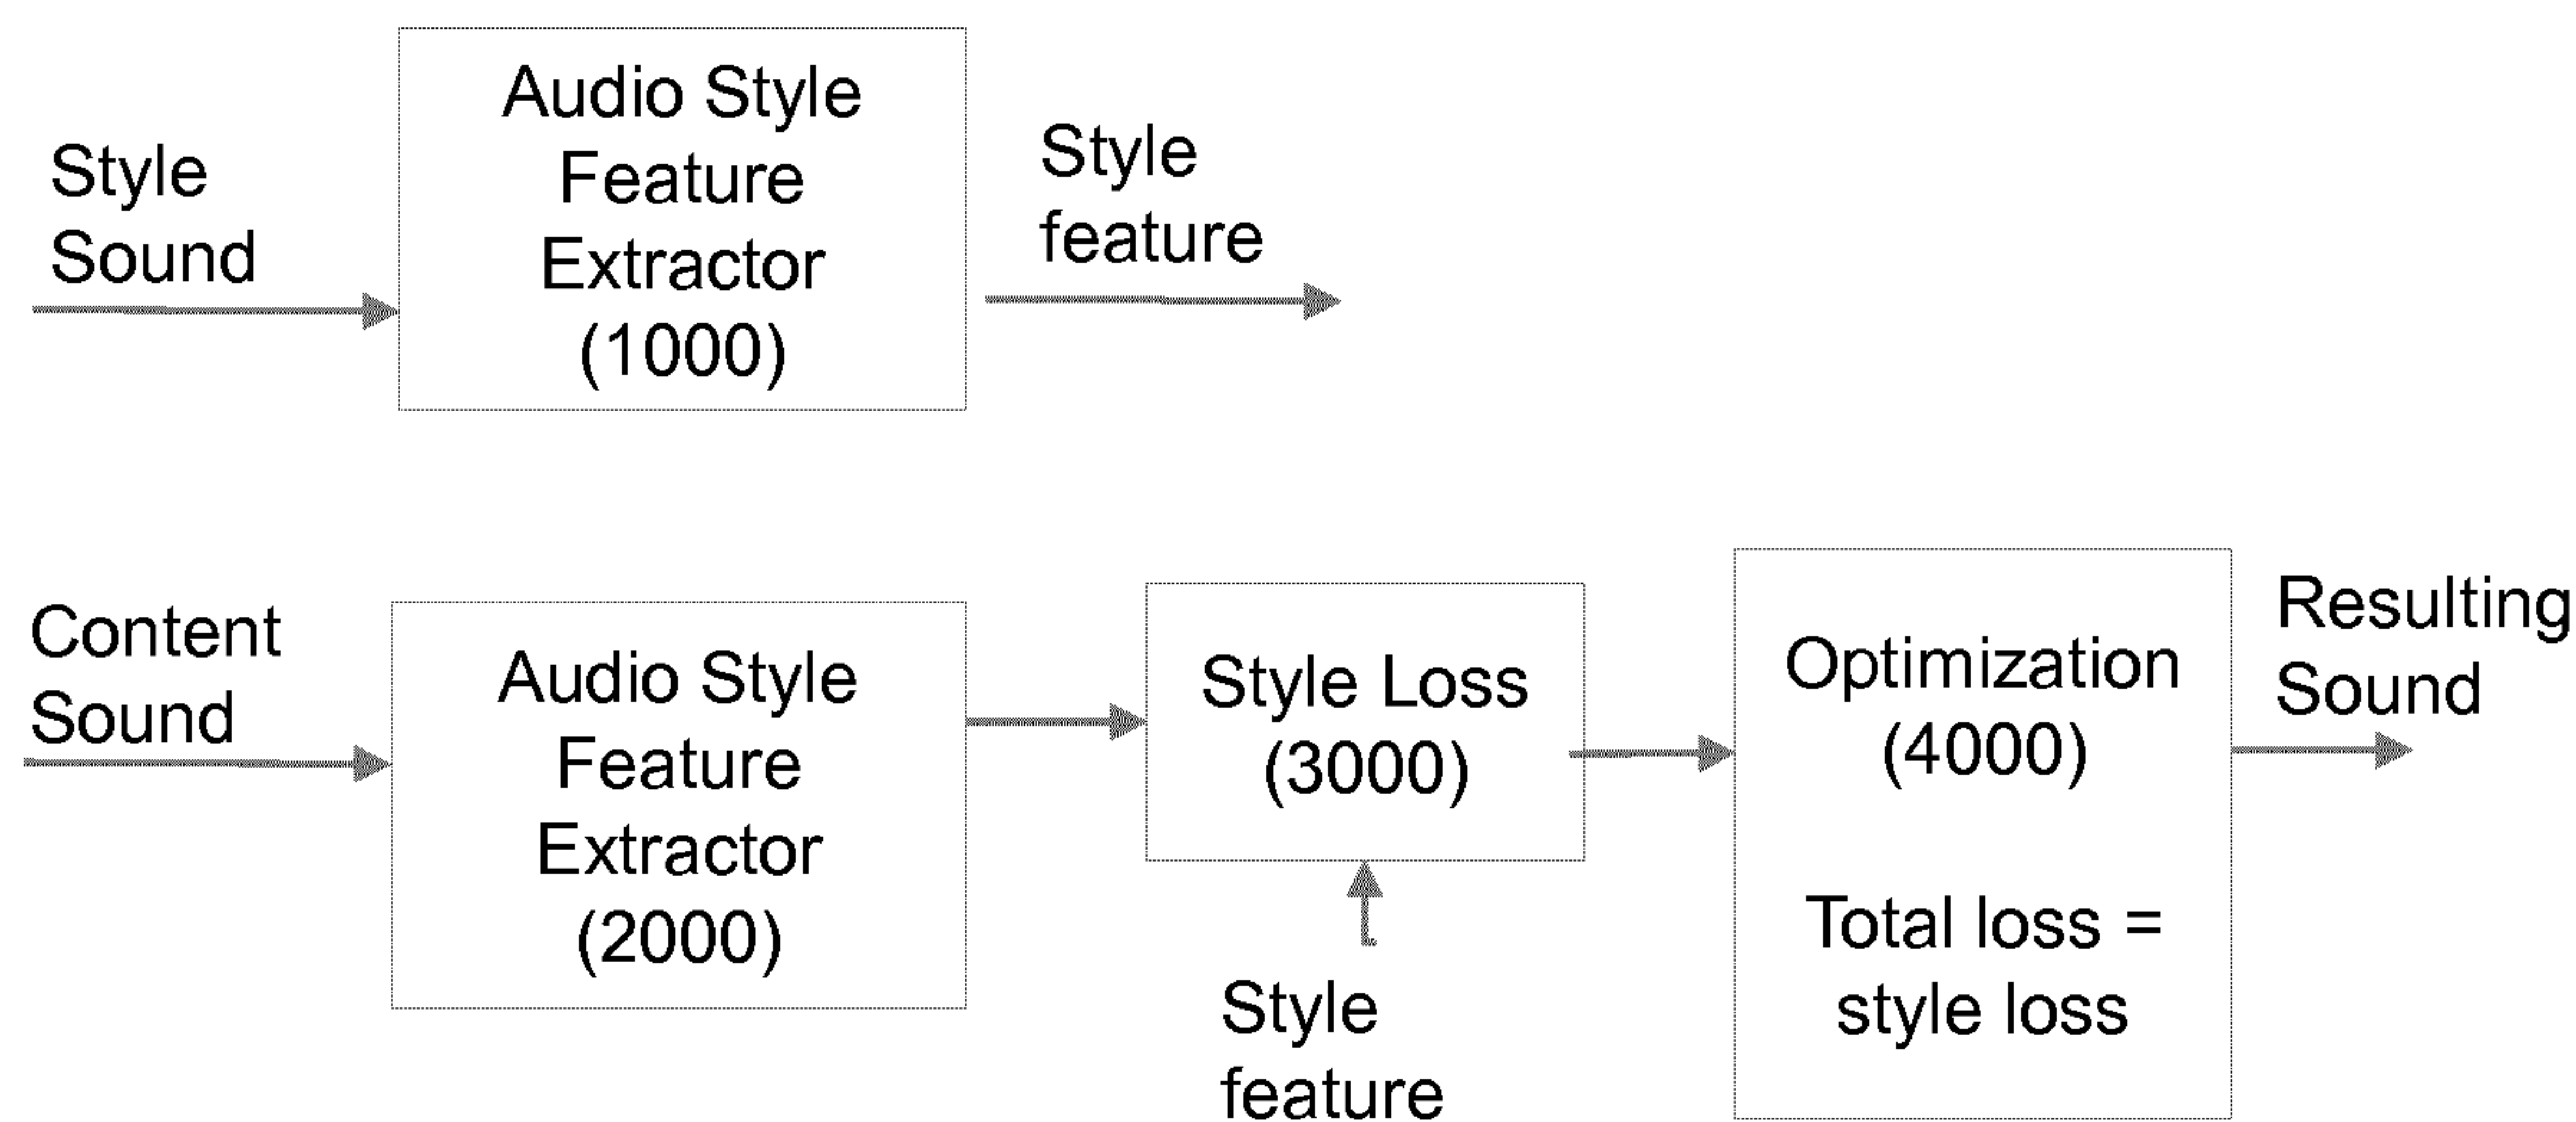 Style
Sound
Audio Style
Feature
Extractor
(1000)
Style
feature
Content
Sound
Audio Style
Feature
Extractor
(2000)
Style Loss
(3000)
Style
feature
Optimization
(4000)
Total loss =
style loss
Resulting
Sound